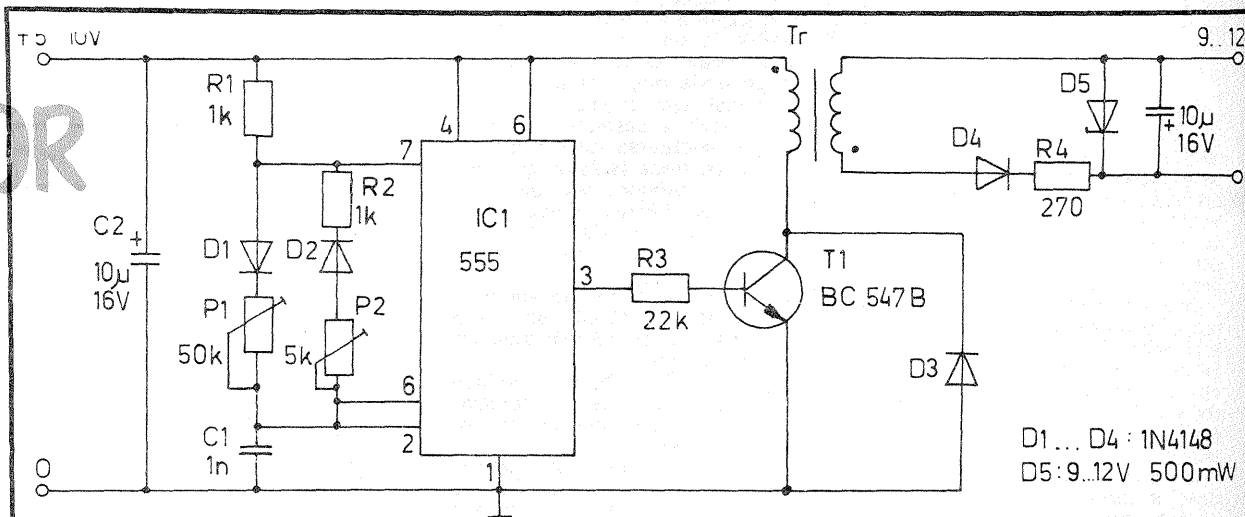 10V
Tr
9...12
R1
1k
4
6
D5
10µ
+ 16V
OR
7
D4
R4
270
R2
1k
IC1
555
C2
+
10µ
16V
D1
D2
3
R3
22k
T1
BC 547B
P1
50k
P2
5k
D3
6
2
C1
1n
1
0
D1... D4 : 1N4148
D5: 9...12V 500mW